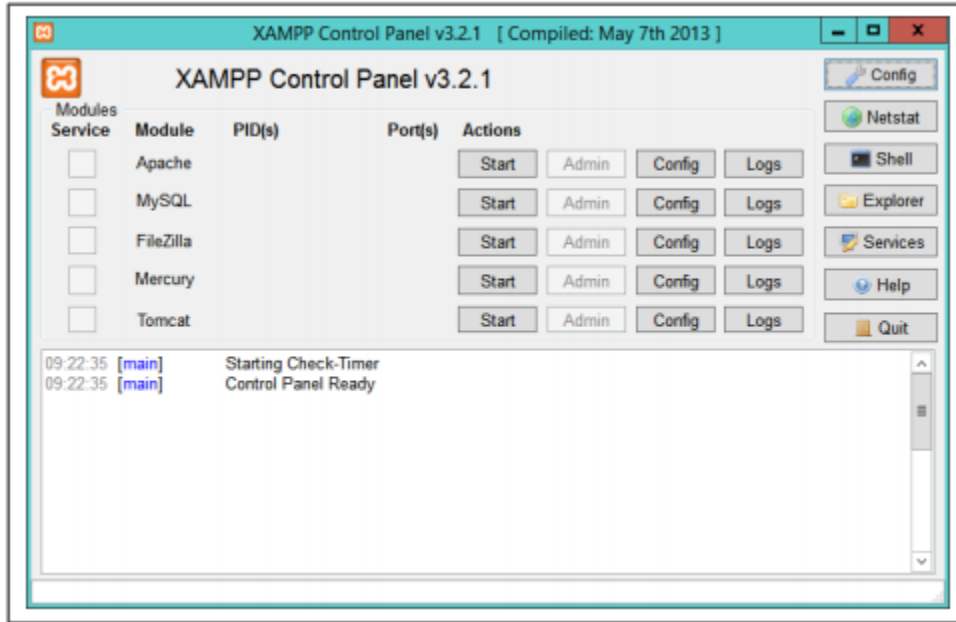 XAMPP Control Panel v3.2.1 [ Compiled: May 7th 2013 ]
XAMPP Control Panel v3.2.1
Config
Modules
Netstat
Service Module PID(s) Port(s) Actions
Apache Start Admin Config Logs
Shell
MySQL Start Admin Config Logs
Explorer
FileZilla Start Admin Config Logs
Services
Mercury Start Admin Config Logs
Help
Tomcat Start Admin Config Logs
Quit
09:22:35 [main] Starting Check-Timer
09:22:35 [main] Control Panel Ready